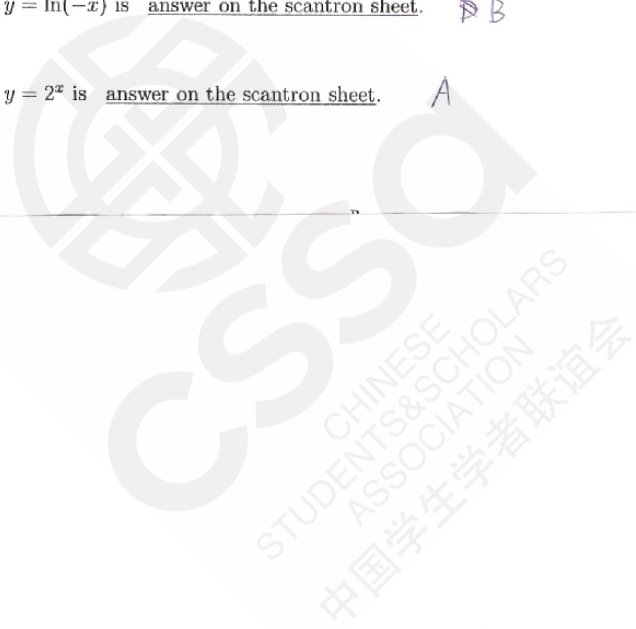 y = ln(−x) is answer on the scantron sheet. B
y = 2^x is answer on the scantron sheet. A
cssa
CHINESE
STUDENTS&SCHOLARS
ASSOCIATION
中国学生学者联谊会